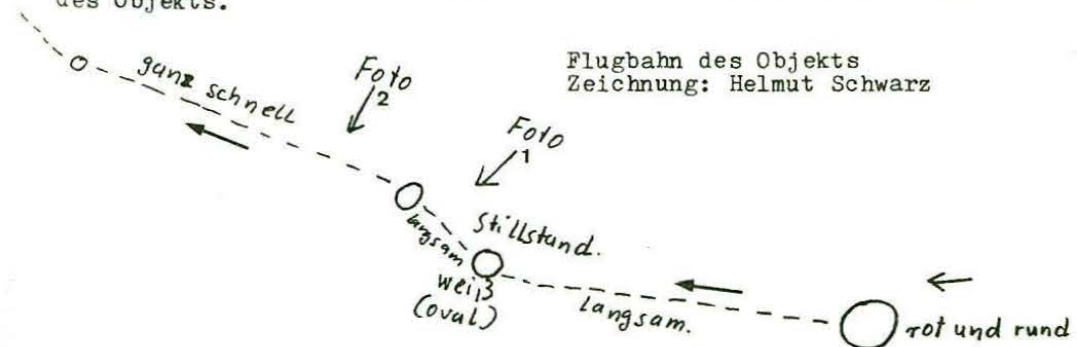 des Objekts.
Flugbahn des Objekts
Zeichnung: Helmut Schwarz
ganz schnell
Foto
2
Foto
1
langsam
Stillstand.
weiß
(oval)
langsam.
rot und rund